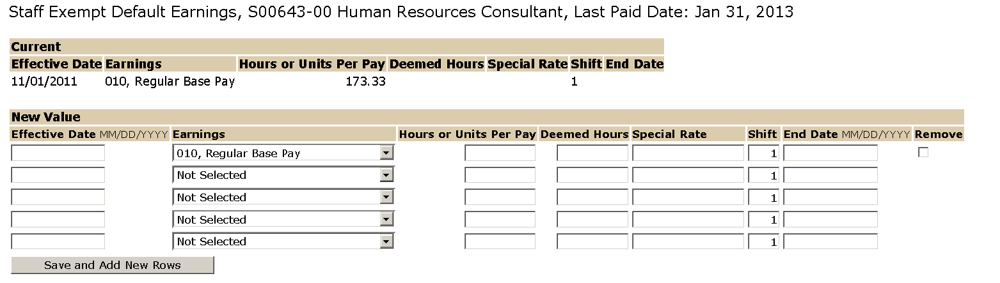 Staff Exempt Default Earnings, S00643-00 Human Resources Consultant, Last Paid Date: Jan 31, 2013
Current
Effective Date Earnings Hours or Units Per Pay Deemed Hours Special Rate Shift End Date
11/01/2011 010, Regular Base Pay 173.33 1
New Value
Effective Date MM/DD/YYYY Earnings Hours or Units Per Pay Deemed Hours Special Rate Shift End Date MM/DD/YYYY Remove
010, Regular Base Pay 1
Not Selected 1
Not Selected 1
Not Selected 1
Not Selected 1
Save and Add New Rows